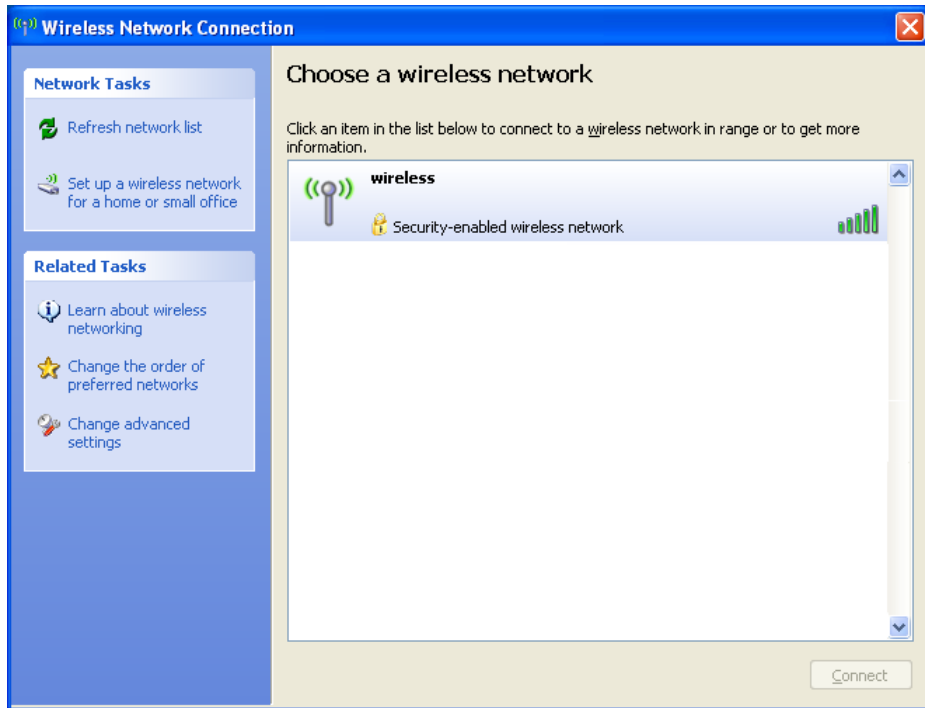 Wireless Network Connection
Network Tasks
Refresh network list
Set up a wireless network
for a home or small office
Related Tasks
Learn about wireless
networking
Change the order of
preferred networks
Change advanced
settings
Choose a wireless network
Click an item in the list below to connect to a wireless network in range or to get more
information.
wireless
Security-enabled wireless network
Connect